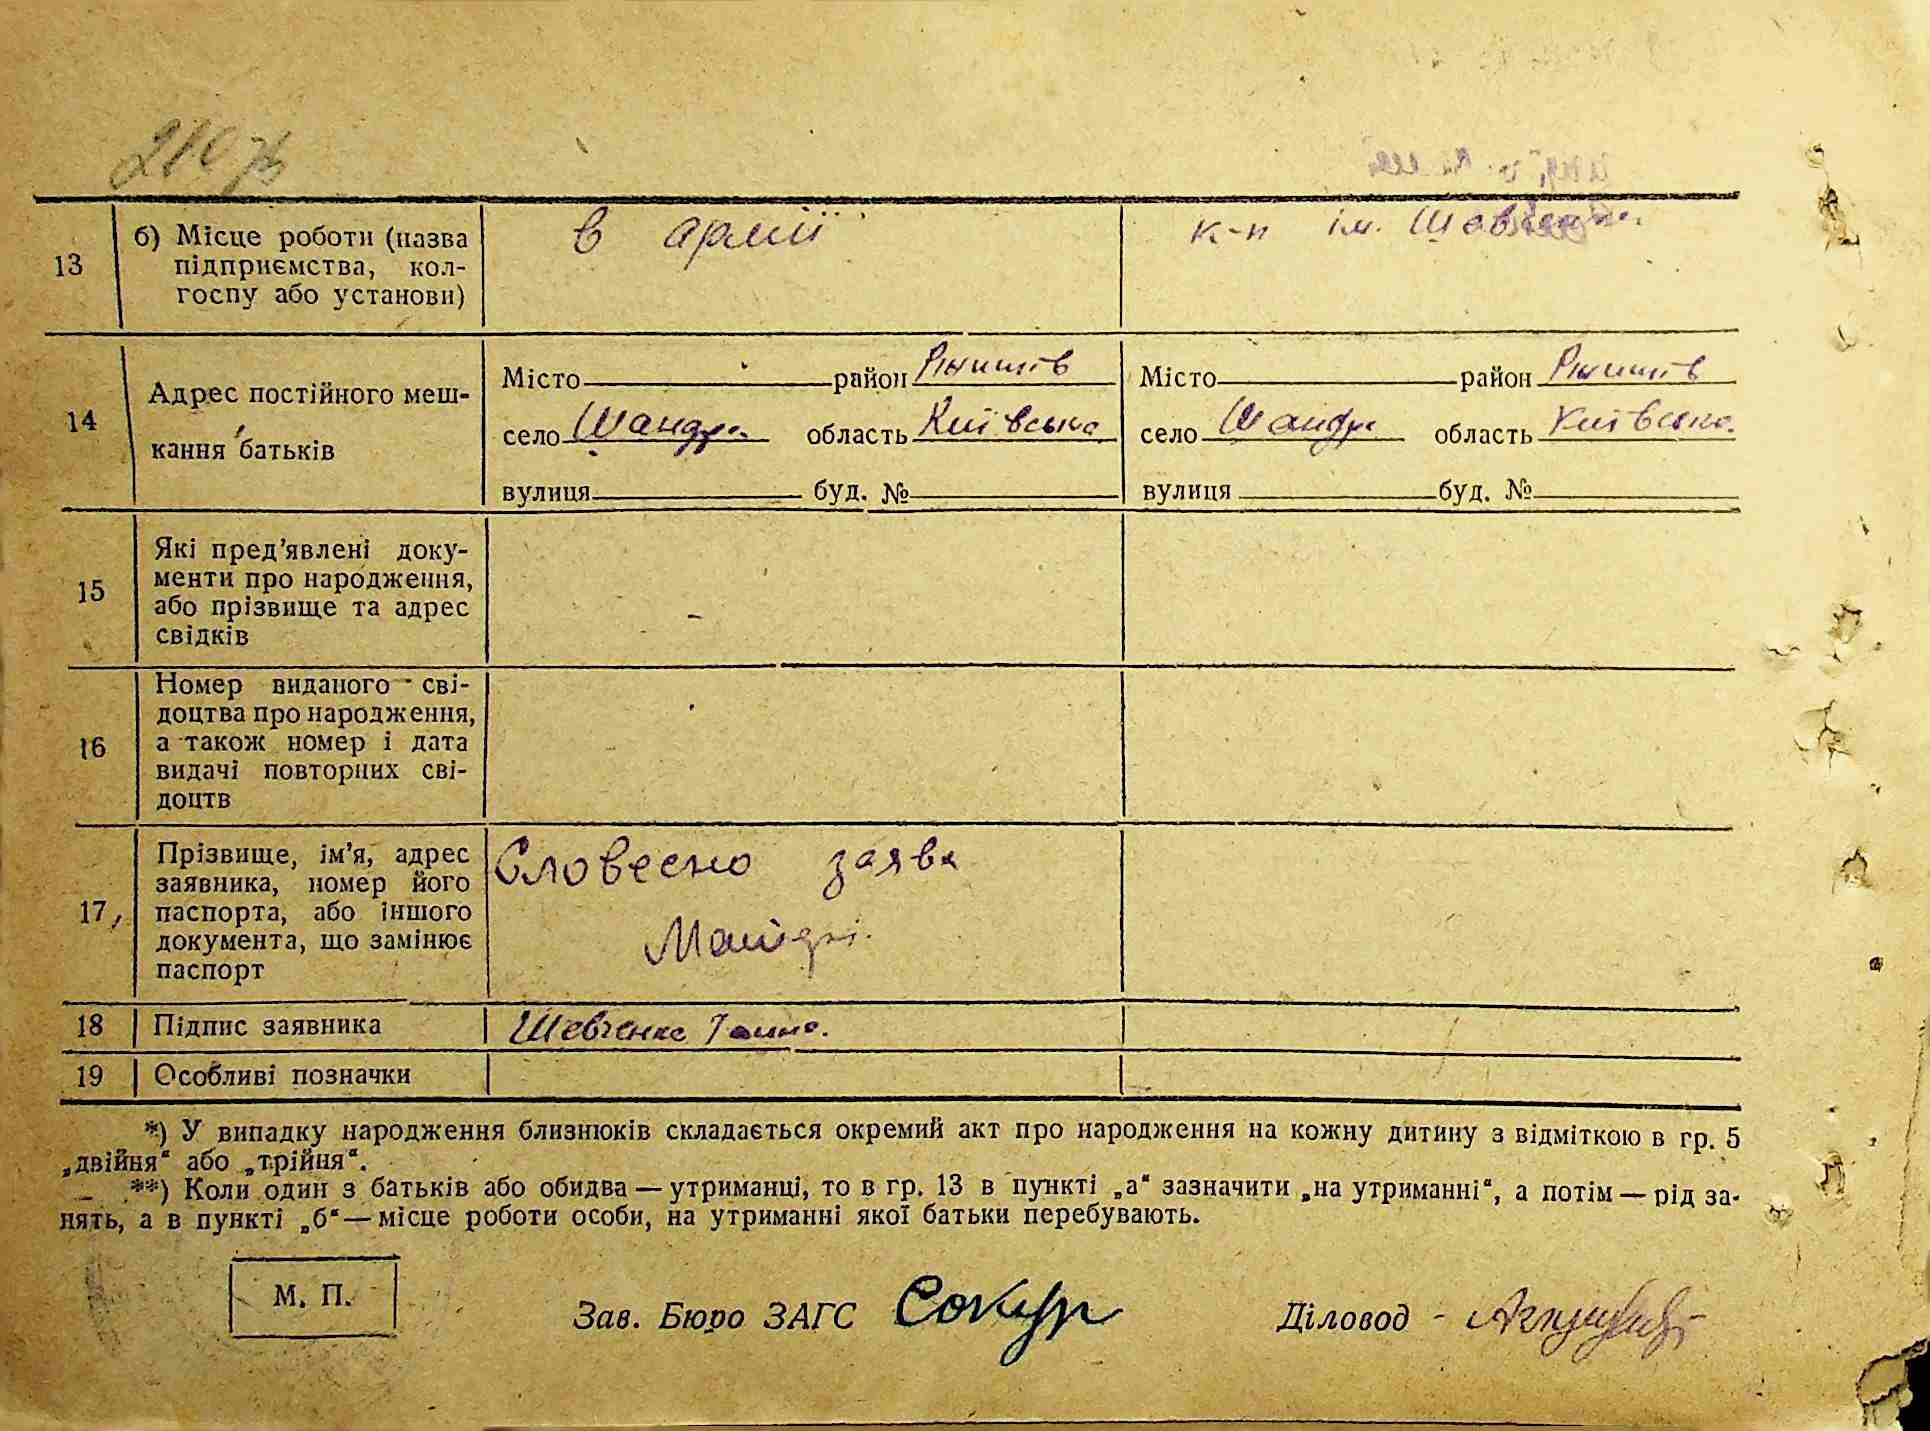 13
б) Місце роботи (назва
підприємства, кол-
госпу або установи)
в армії
к-п ім. Шевченка.
14
Адрес постійного меш-
кання батьків
Місто район Ржищів
село Шандра область Київська
вулиця буд. №
Місто район Ржищів
село Шандра область Київська
вулиця буд. №
15
Які пред’явлені доку-
менти про народження,
або прізвище та адрес
свідків
-
16
Номер виданого сві-
доцтва про народження,
а також номер і дата
видачі повторних сві-
доцтв
17
Прізвище, ім’я, адрес
заявника, номер його
паспорта, або іншого
документа, що замінює
паспорт
Словесно заява
18
Підпис заявника
Шевченко Ганна.
19
Особливі позначки
*) У випадку народження близнюків складається окремий акт про народження на кожну дитину з відміткою в гр. 5
„двійня“ або „трійня“.
**) Коли один з батьків або обидва — утриманці, то в гр. 13 в пункті „а“ зазначити „на утриманні“, а потім — рід за-
нять, а в пункті „б“ — місце роботи особи, на утриманні якої батьки перебувають.
М. П.
Зав. Бюро ЗАГС Сокур
Діловод -